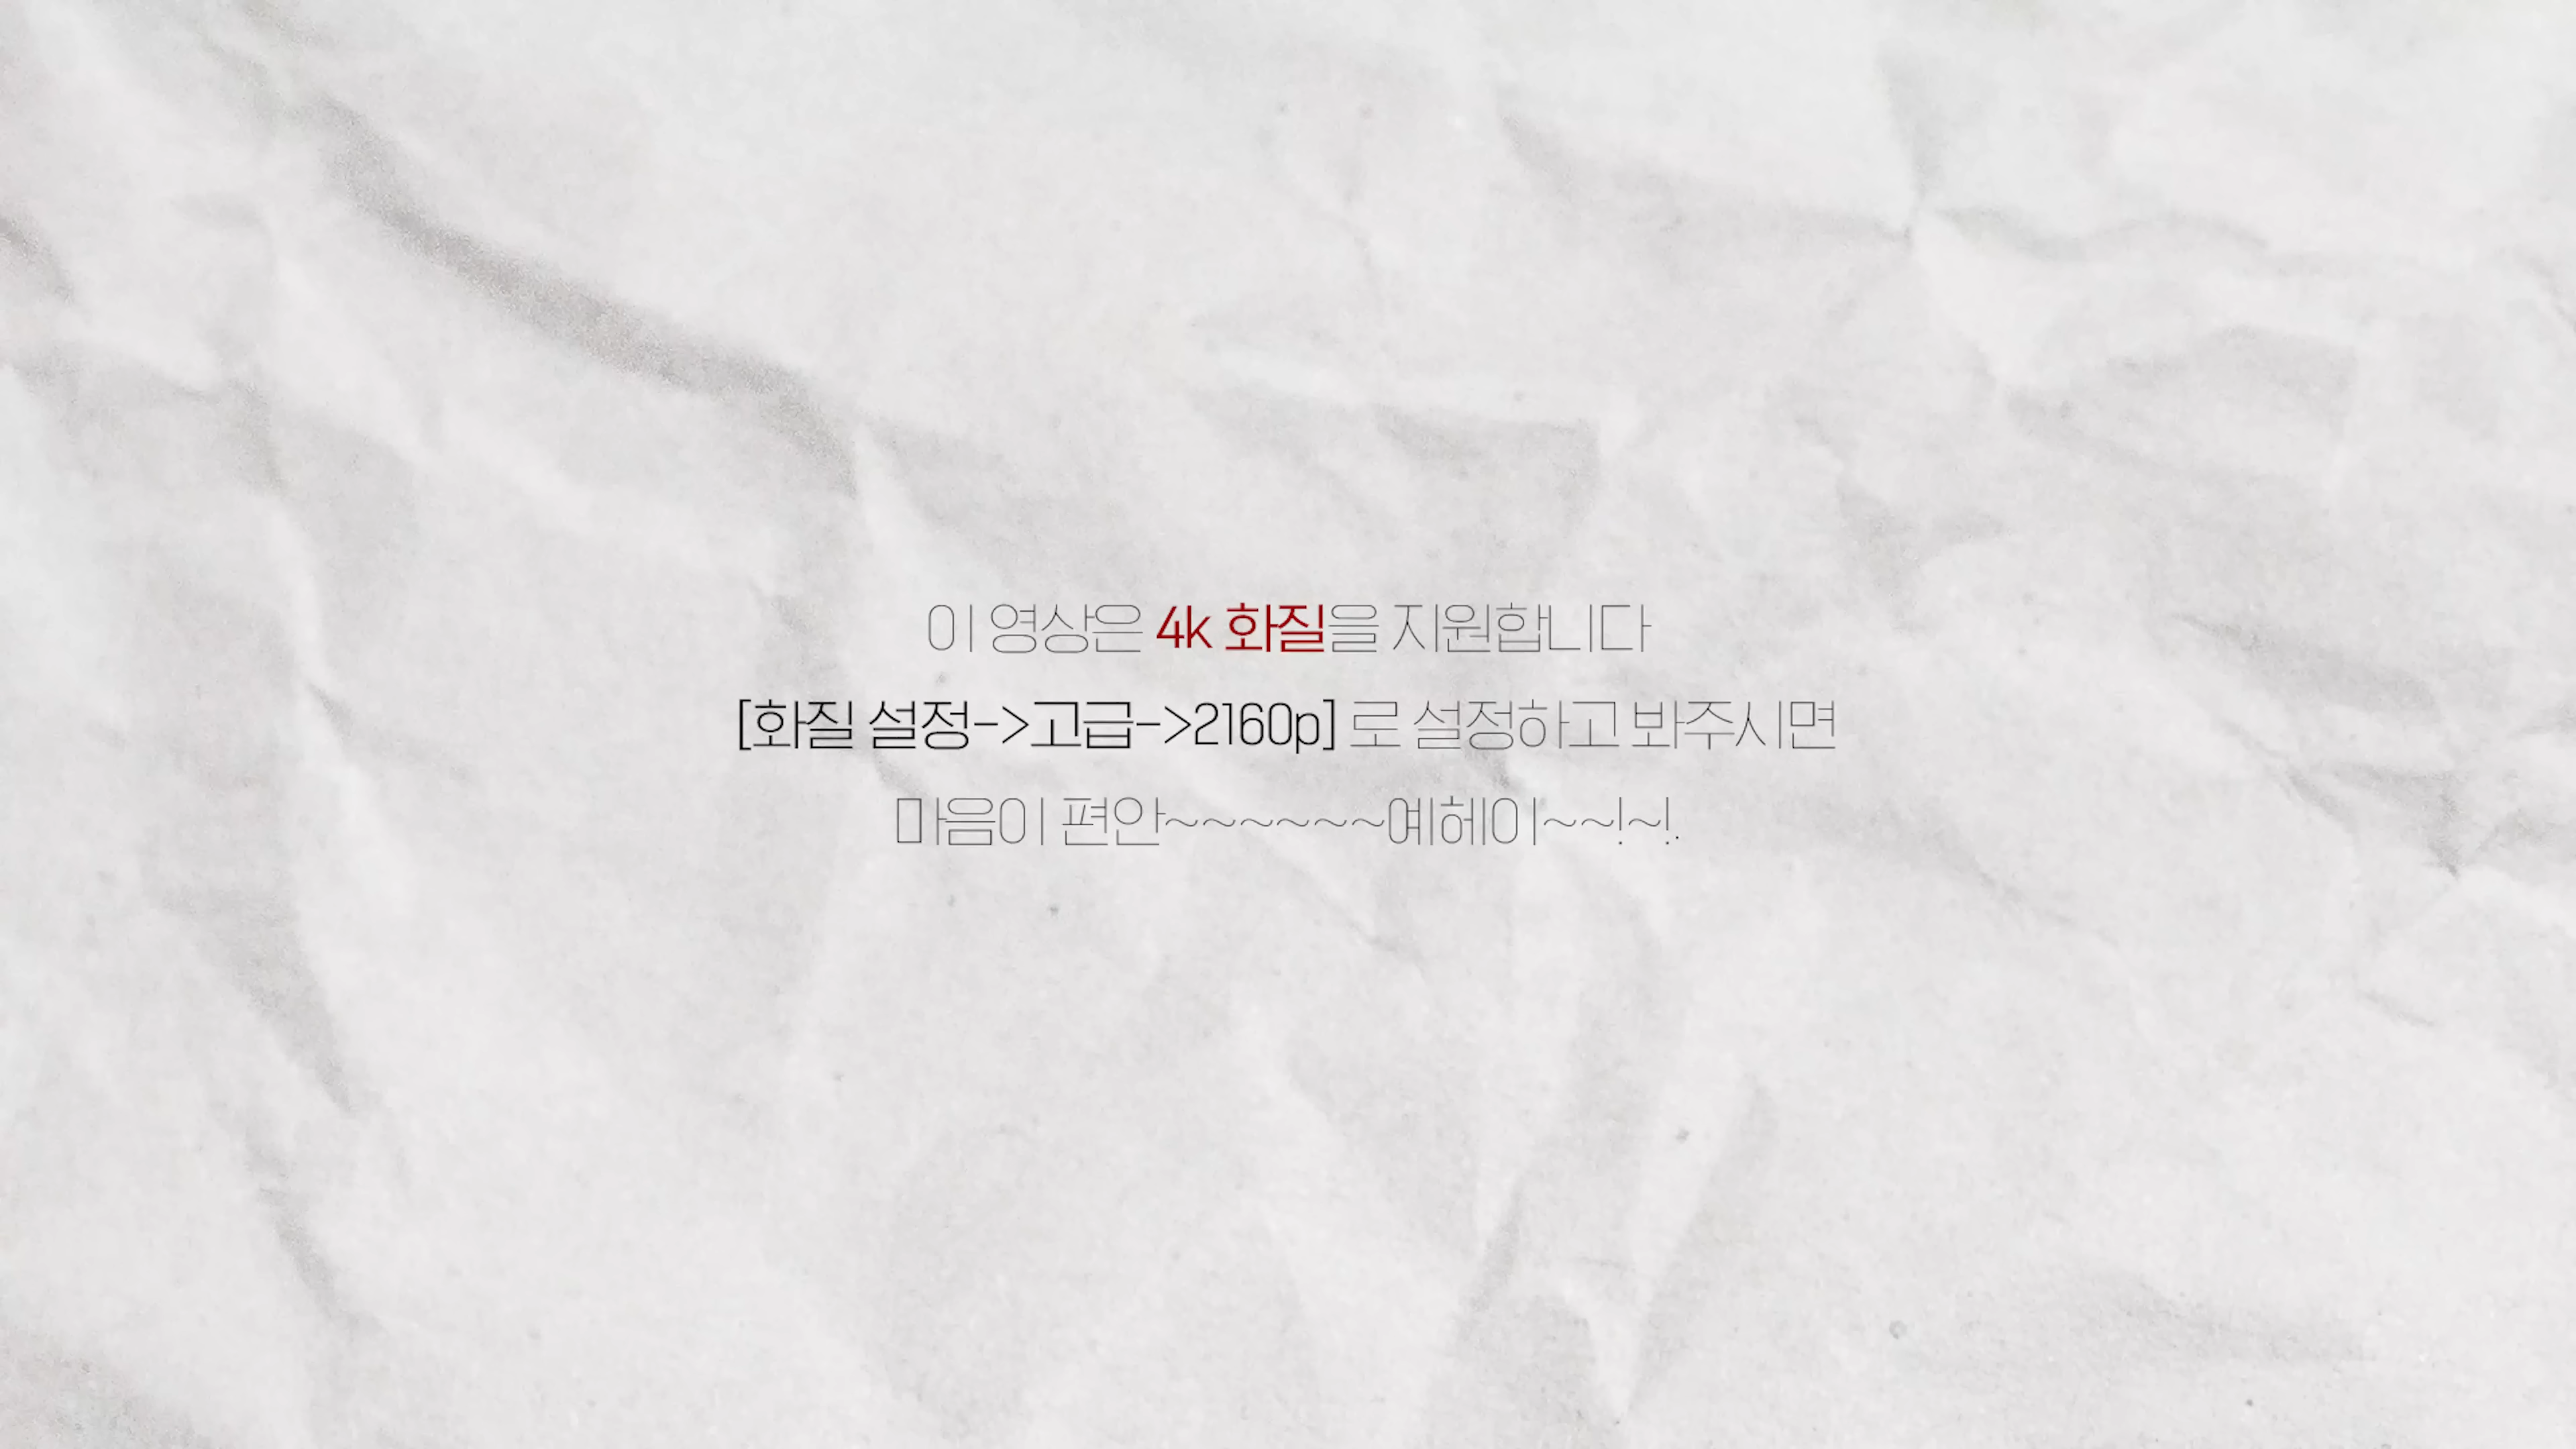 이 영상은 4k 화질을 지원합니다
[화질 설정->고급->2160p] 로 설정하고 봐주시면
마음이 편안~~~~~~예헤이~~!~!.